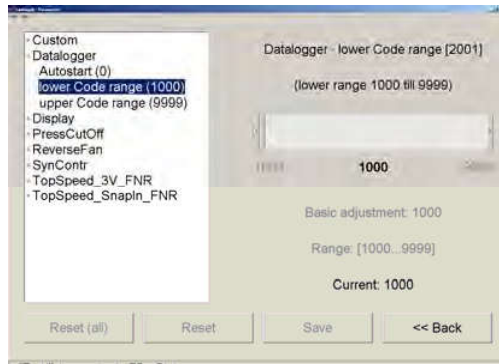 Custom
Datalogger
Autostart (0)
lower Code range (1000)
upper Code range (9999)
Display
PressCutOff
ReverseFan
SynContr
TopSpeed_3V_FNR
TopSpeed_SnapIn_FNR
Datalogger - lower Code range [2001]
(lower range 1000 till 9999)
1000
Basic adjustment: 1000
Range: [1000...9999]
Current: 1000
Reset (all) Reset Save << Back